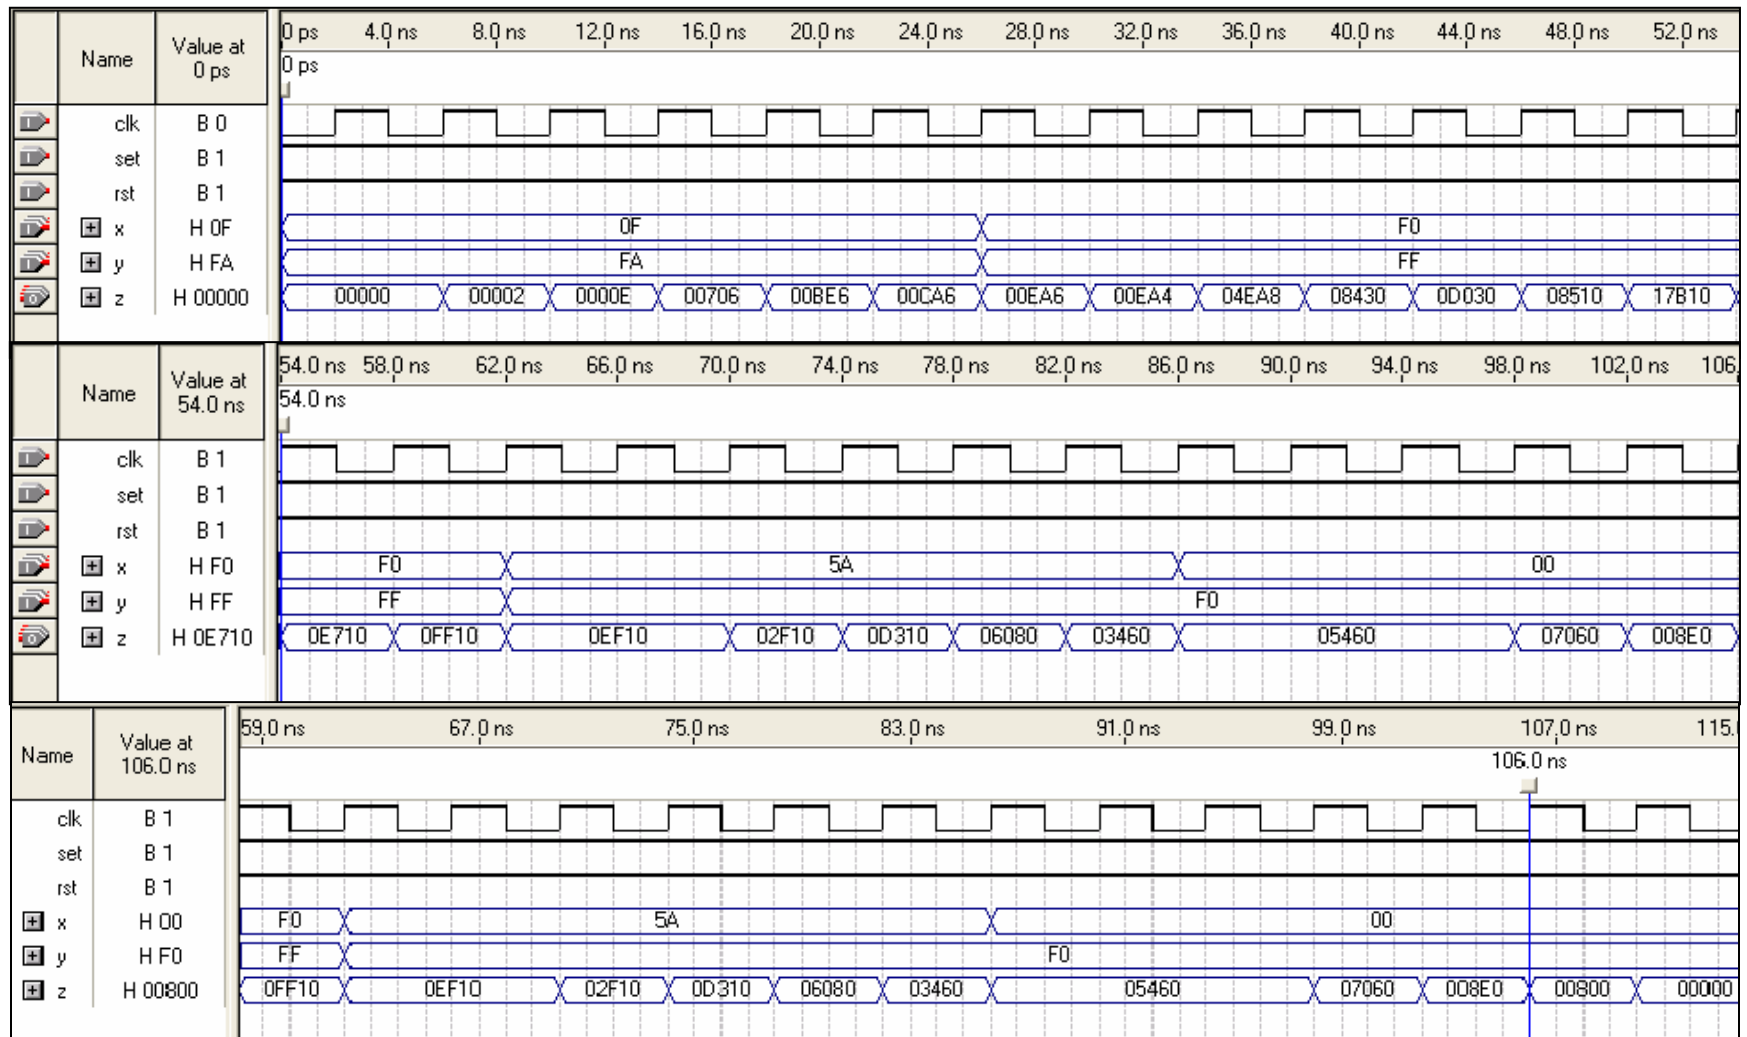 0 ps 4.0 ns 8.0 ns 12.0 ns 16.0 ns 20.0 ns 24.0 ns 28.0 ns 32.0 ns 36.0 ns 40.0 ns 44.0 ns 48.0 ns 52.0 ns
Name Value at 0 ps
0 ps
clk B 0
set B 1
rst B 1
x H 0F 0F F0
y H FA FA FF
z H 00000 00000 00002 0000E 00706 00BE6 00CA6 00EA6 00EA4 04EA8 08430 0D030 08510 17B10
54.0 ns 58.0 ns 62.0 ns 66.0 ns 70.0 ns 74.0 ns 78.0 ns 82.0 ns 86.0 ns 90.0 ns 94.0 ns 98.0 ns 102.0 ns 106.
Name Value at 54.0 ns
54.0 ns
clk B 1
set B 1
rst B 1
x H F0 F0 5A 00
y H FF FF F0
z H 0E710 0E710 0FF10 0EF10 02F10 0D310 06080 03460 05460 07060 008E0
59.0 ns 67.0 ns 75.0 ns 83.0 ns 91.0 ns 99.0 ns 107.0 ns 115.
Name Value at 106.0 ns
106.0 ns
clk B 1
set B 1
rst B 1
x H 00 F0 5A 00
y H F0 FF F0
z H 00800 0FF10 0EF10 02F10 0D310 06080 03460 05460 07060 008E0 00800 00000